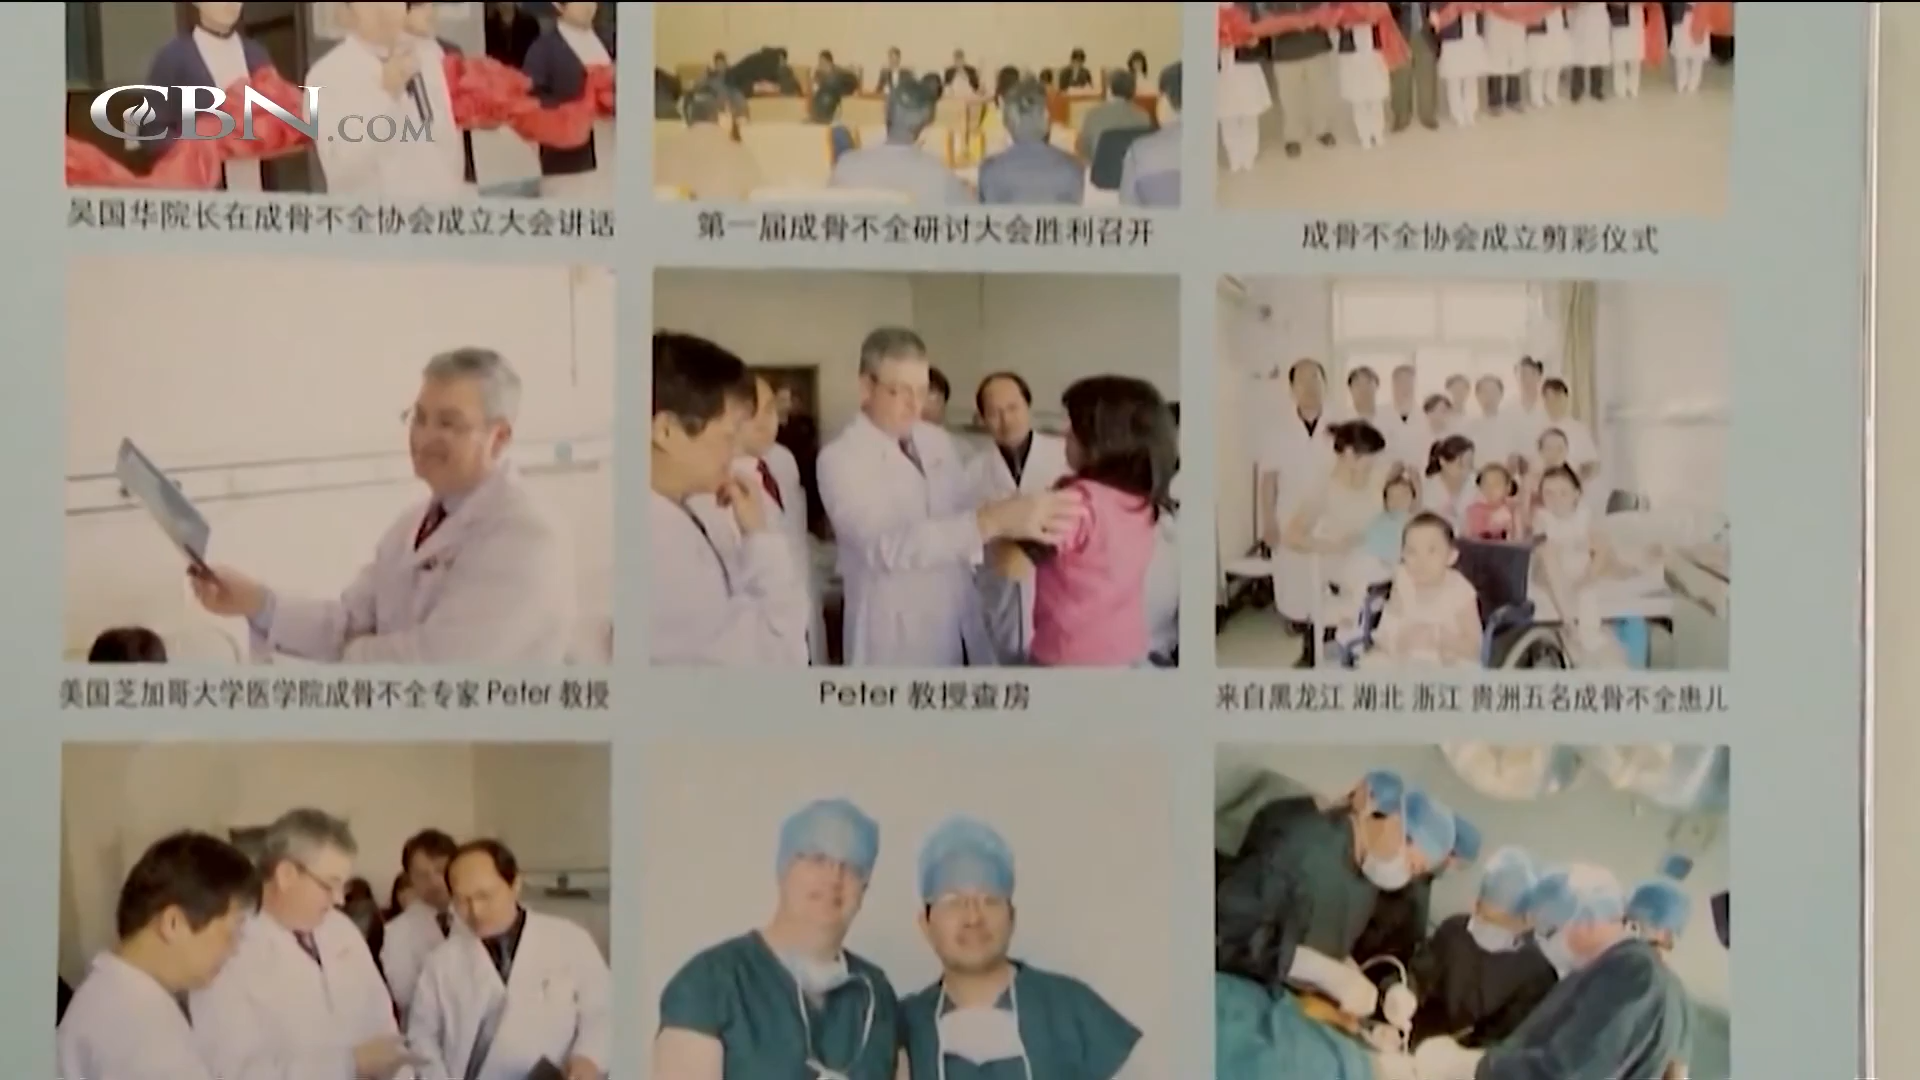 CBN.COM
吴国华院长在成骨不全协会成立大会讲话
第一届成骨不全研讨大会胜利召开
成骨不全协会成立剪彩仪式
美国芝加哥大学医学院成骨不全专家 Peter 教授
Peter 教授查房
来自黑龙江 湖北 浙江 贵洲五名成骨不全患儿